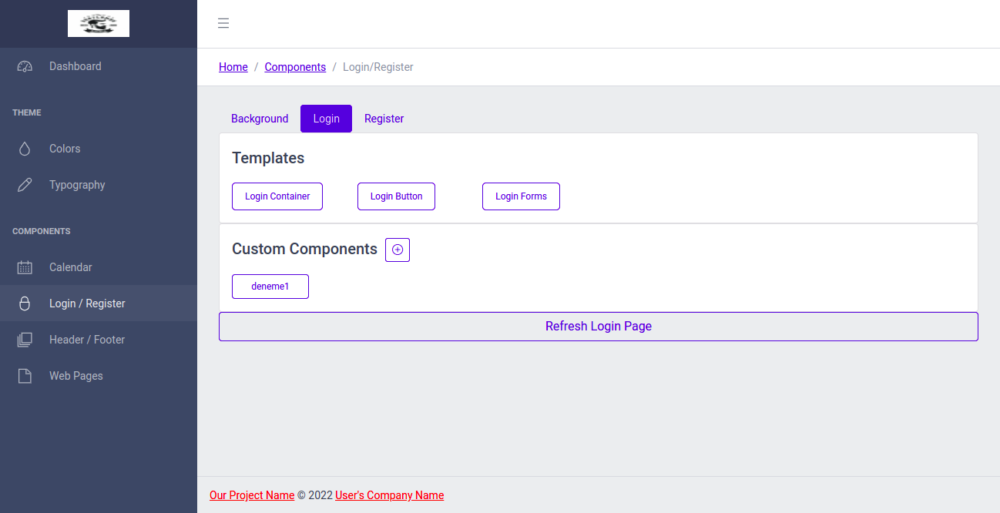 Dashboard
THEME
Colors
Typography
COMPONENTS
Calendar
Login / Register
Header / Footer
Web Pages
Home / Components / Login/Register
Background Login Register
Templates
Login Container Login Button Login Forms
Custom Components
deneme1
Refresh Login Page
Our Project Name © 2022 User's Company Name